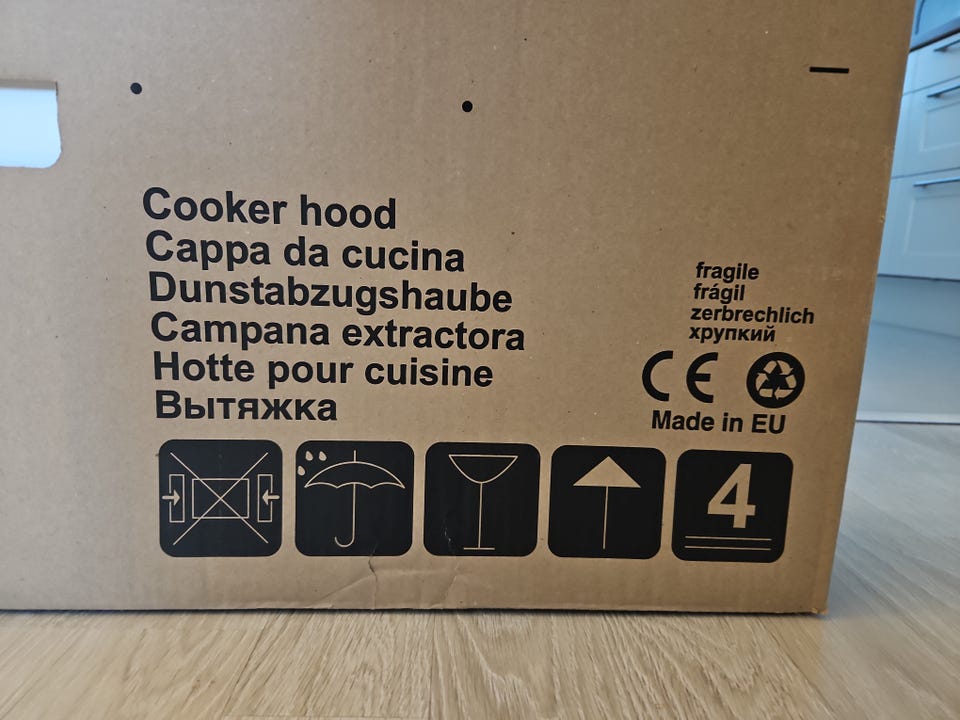 Cooker hood
Cappa da cucina
Dunstabzugshaube
Campana extractora
Hotte pour cuisine
Вытяжка
fragile
frágil
zerbrechlich
хрупкий
CE
Made in EU
4